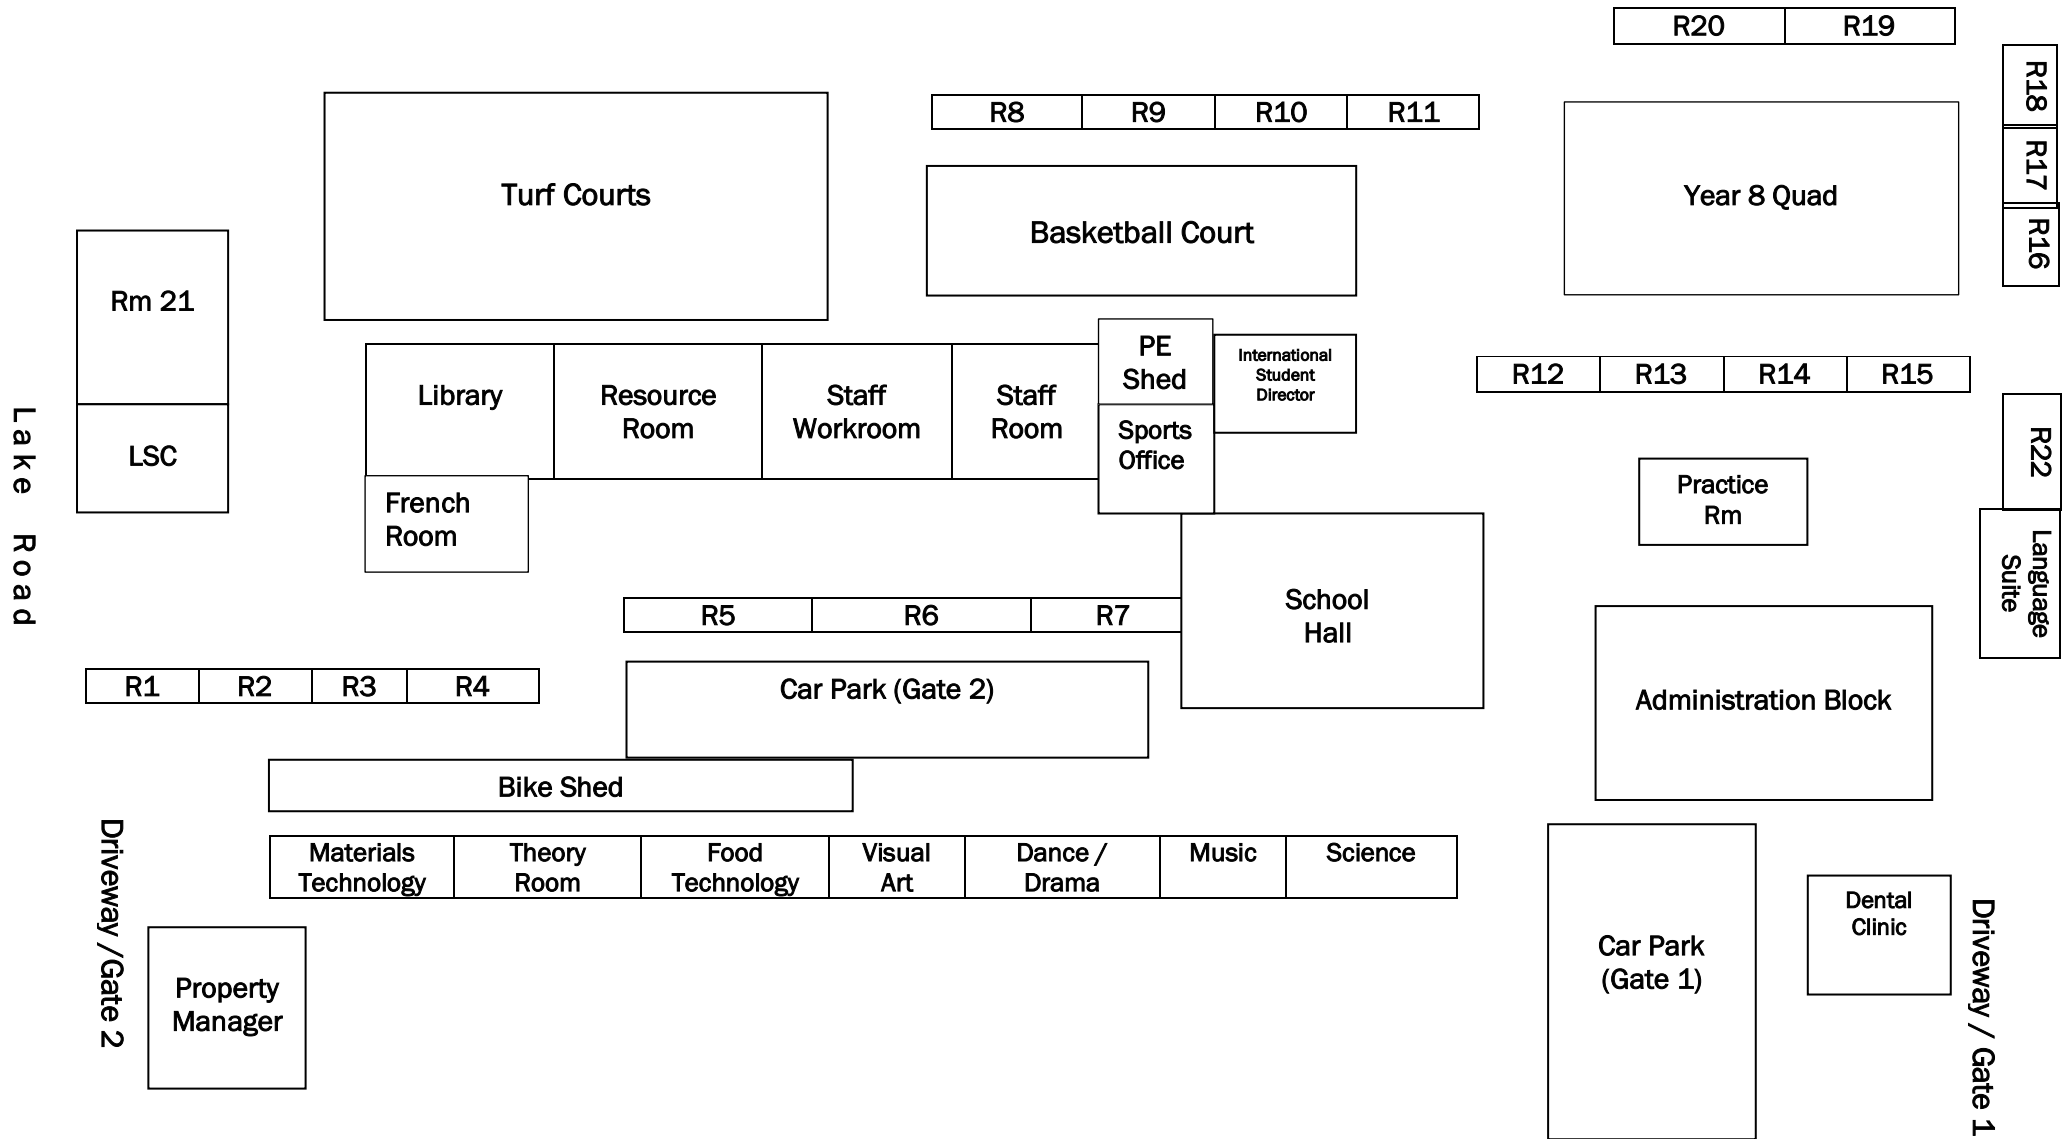 R20
R19
R18
R17
R16
R8
R9
R10
R11
Turf Courts
Basketball Court
Year 8 Quad
Rm 21
LSC
Lake Road
Library
Resource
Room
Staff
Workroom
Staff
Room
PE
Shed
Sports
Office
International
Student
Director
R12
R13
R14
R15
R22
Language
Suite
Practice
Rm
French
Room
School
Hall
R5
R6
R7
R1
R2
R3
R4
Car Park (Gate 2)
Administration Block
Bike Shed
Materials
Technology
Theory
Room
Food
Technology
Visual
Art
Dance /
Drama
Music
Science
Driveway /Gate 2
Property
Manager
Car Park
(Gate 1)
Dental
Clinic
Driveway / Gate 1